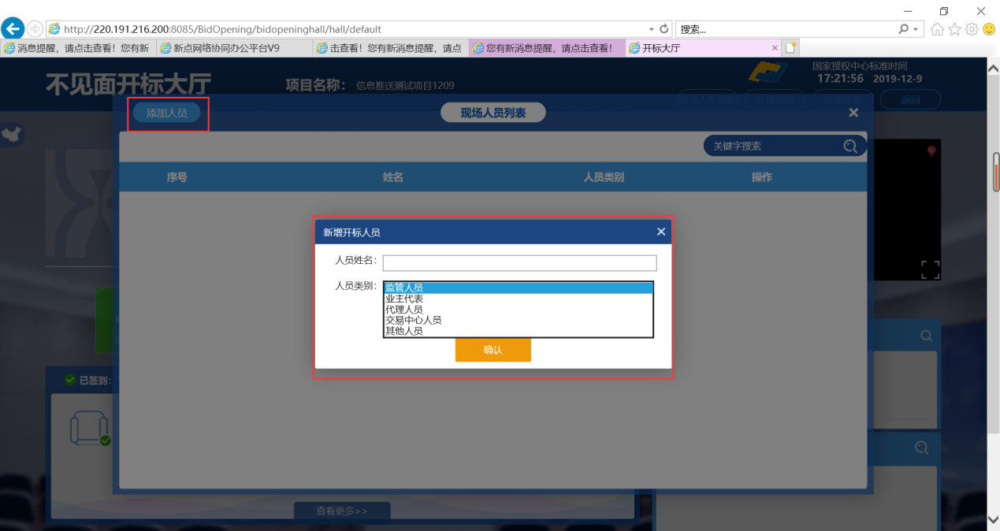 http://220.191.216.200:8085/BidOpening/bidopeninghall/hall/default
搜索...
消息提醒，请点击查看！您有新
新点网络协同办公平台V9
击查看！您有新消息提醒，请点
您有新消息提醒，请点击查看！
开标大厅
不见面开标大厅
项目名称：信息推送测试项目1209
国家授权中心标准时间
17:21:56 2019-12-9
返回
添加人员
现场人员列表
关键字搜索
序号 姓名 人员类别 操作
新增开标人员
人员姓名：
人员类别：
监管人员
业主代表
代理人员
交易中心人员
其他人员
确认
已签到：
查看更多>>